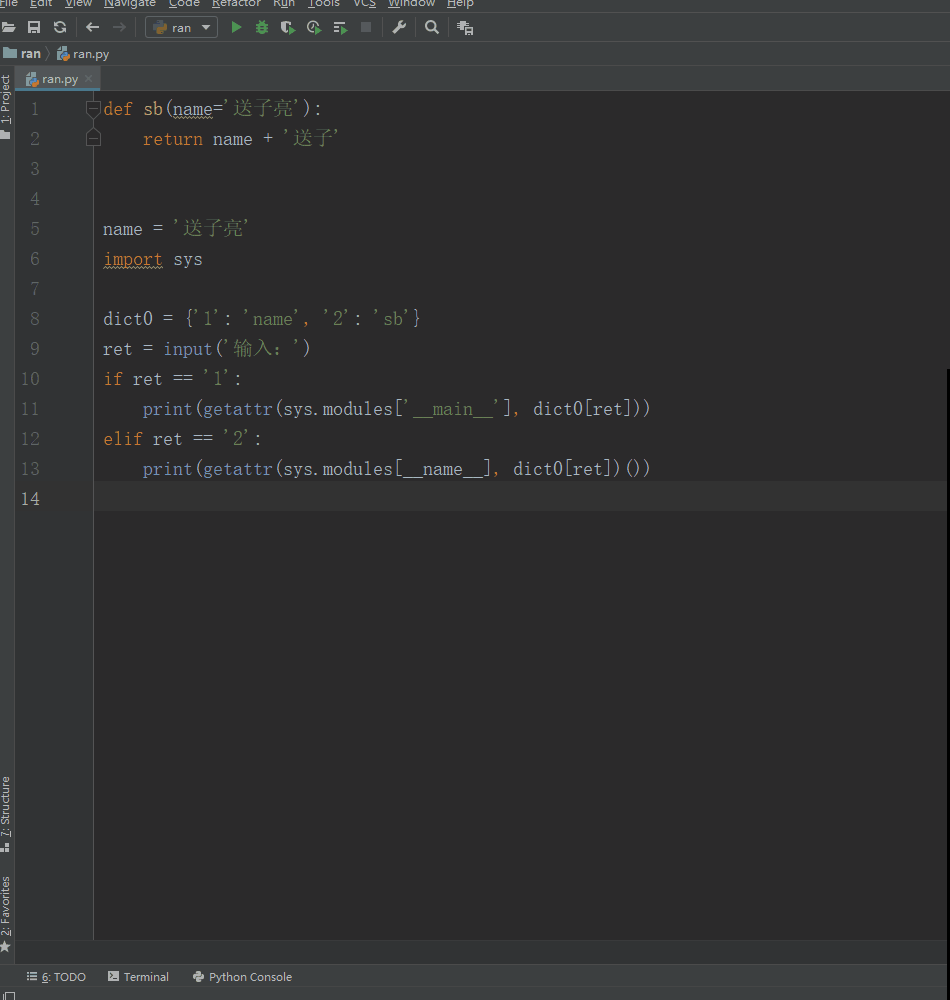 File Edit View Navigate Code Refactor Run Tools VCS Window Help
ran
ran ran.py
ran.py
1: Project
1 def sb(name='送子亮'):
2 return name + '送子'
3
4
5 name = '送子亮'
6 import sys
7
8 dict0 = {'1': 'name', '2': 'sb'}
9 ret = input('输入：')
10 if ret == '1':
11 print(getattr(sys.modules['__main__'], dict0[ret]))
12 elif ret == '2':
13 print(getattr(sys.modules[__name__], dict0[ret])())
14
7: Structure
2: Favorites
6: TODO Terminal Python Console